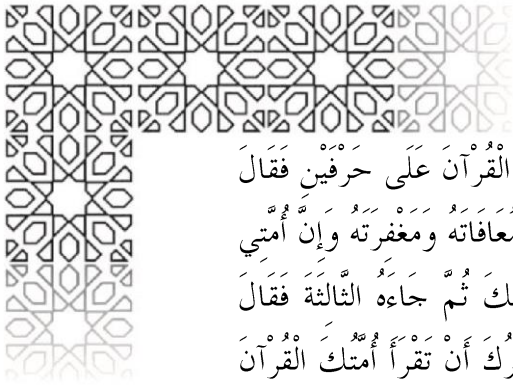 الْقُرْآنَ عَلَى حَرْفَيْنِ فَقَالَ
وَمَغْفِرَتَهُ وَإِنَّ أُمَّتِي
ثُمَّ جَاءَهُ الثَّالِثَةَ فَقَالَ
أَنْ تَقْرَأَ أُمَّتُكَ الْقُرْآنَ